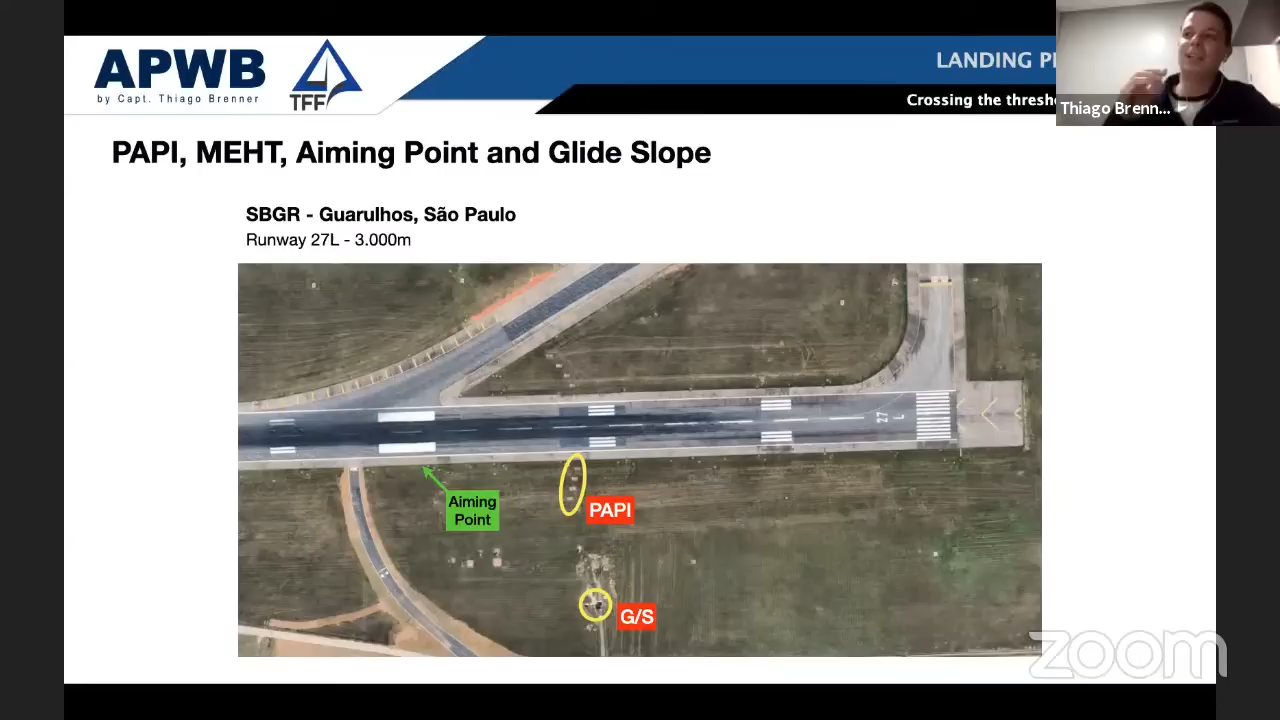 APWB
by Capt. Thiago Brenner
TFF
LANDING
Crossing the
Thiago Brenn...
PAPI, MEHT, Aiming Point and Glide Slope
SBGR - Guarulhos, São Paulo
Runway 27L - 3.000m
27
L
Aiming
Point
PAPI
G/S
zoom